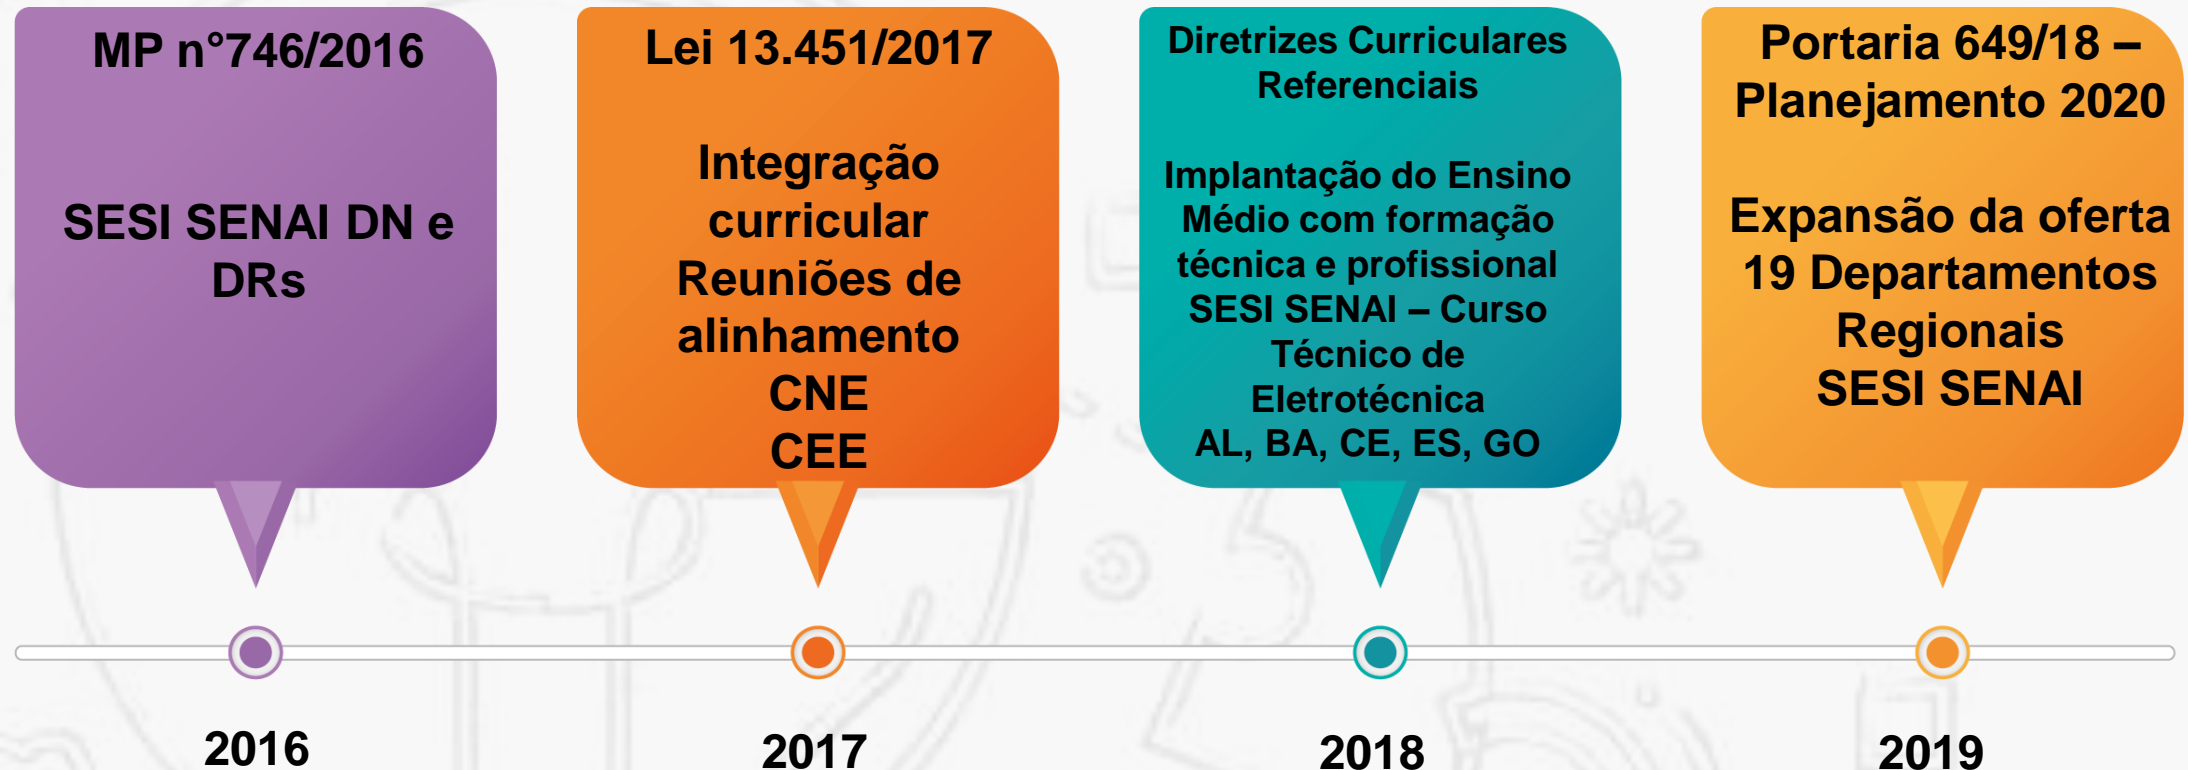 MP n°746/2016
SESI SENAI DN e
DRs
Lei 13.451/2017
Integração
curricular
Reuniões de
alinhamento
CNE
CEE
Diretrizes Curriculares
Referenciais
Implantação do Ensino
Médio com formação
técnica e profissional
SESI SENAI – Curso
Técnico de
Eletrotécnica
AL, BA, CE, ES, GO
Portaria 649/18 –
Planejamento 2020
Expansão da oferta
19 Departamentos
Regionais
SESI SENAI
2016
2017
2018
2019